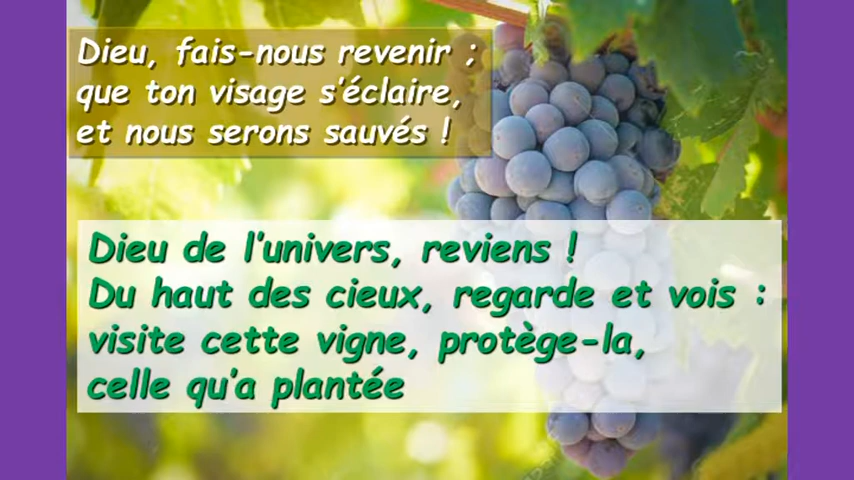 Dieu, fais-nous revenir ;
que ton visage s'éclaire,
et nous serons sauvés !
Dieu de l'univers, reviens !
Du haut des cieux, regarde et vois :
visite cette vigne, protège-la,
celle qu'a plantée